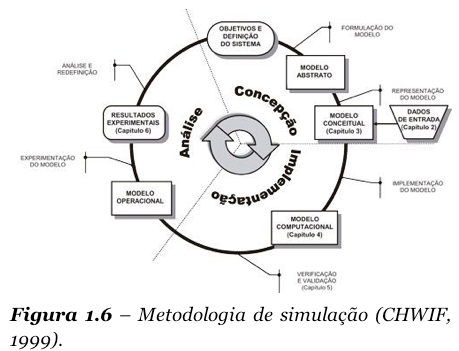 OBJETIVOS E
DEFINIÇÃO DO
SISTEMA
FORMULAÇÃO DO
MODELO
MODELO
ABSTRATO
REPRESENTAÇÃO
DO MODELO
MODELO
CONCEITUAL
(Capítulo 3)
DADOS
DE ENTRADA
(Capítulo 2)
IMPLEMENTAÇÃO
DO MODELO
MODELO
COMPUTACIONAL
(Capítulo 4)
VERIFICAÇÃO
E VALIDAÇÃO
(Capítulo 5)
MODELO
OPERACIONAL
EXPERIMENTAÇÃO
DO MODELO
RESULTADOS
EXPERIMENTAIS
(Capítulo 6)
ANÁLISE E
REDEFINIÇÃO
Análise
Concepção
Implementação
Figura 1.6 – Metodologia de simulação (CHWIF,
1999).